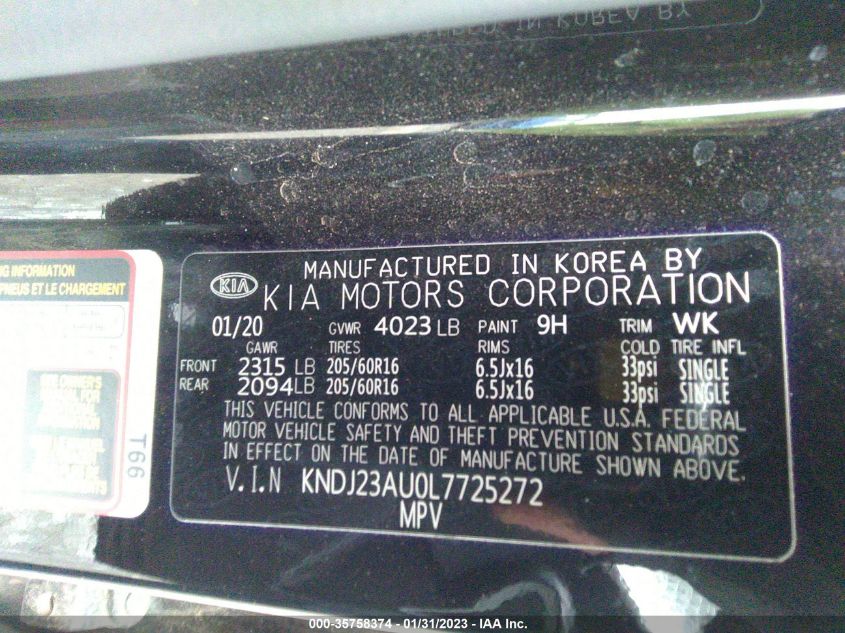 MANUFACTURED IN KOREA BY
KIA KIA MOTORS CORPORATION
01/20 GVWR 4023 LB PAINT 9H TRIM WK
GAWR TIRES RIMS COLD TIRE INFL
FRONT 2315 LB 205/60R16 6.5Jx16 33psi SINGLE
REAR 2094 LB 205/60R16 6.5Jx16 33psi SINGLE
THIS VEHICLE CONFORMS TO ALL APPLICABLE U.S.A. FEDERAL
MOTOR VEHICLE SAFETY AND THEFT PREVENTION STANDARDS
IN EFFECT ON THE DATE OF MANUFACTURE SHOWN ABOVE.
V.I.N KNDJ23AU0L7725272
MPV
INFORMATION
PNEUS ET LE CHARGEMENT
SEE OWNER'S
T66
000-35758374 - 01/31/2023 - IAA Inc.